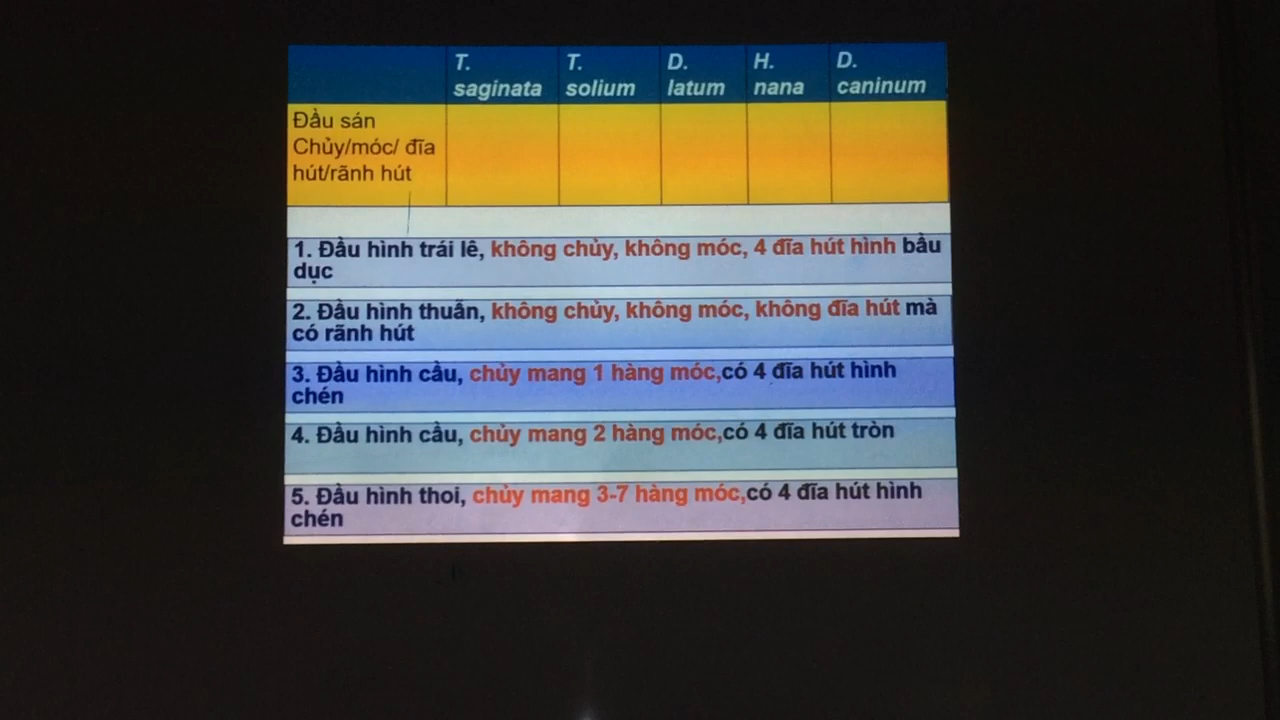 T. saginata T. solium D. latum H. nana D. caninum
Đầu sán
Chủy/móc/ đĩa
hút/rãnh hút
1. Đầu hình trái lê, không chủy, không móc, 4 đĩa hút hình bầu
dục
2. Đầu hình thuẫn, không chủy, không móc, không đĩa hút mà
có rãnh hút
3. Đầu hình cầu, chủy mang 1 hàng móc,có 4 đĩa hút hình
chén
4. Đầu hình cầu, chủy mang 2 hàng móc,có 4 đĩa hút tròn
5. Đầu hình thoi, chủy mang 3-7 hàng móc,có 4 đĩa hút hình
chén